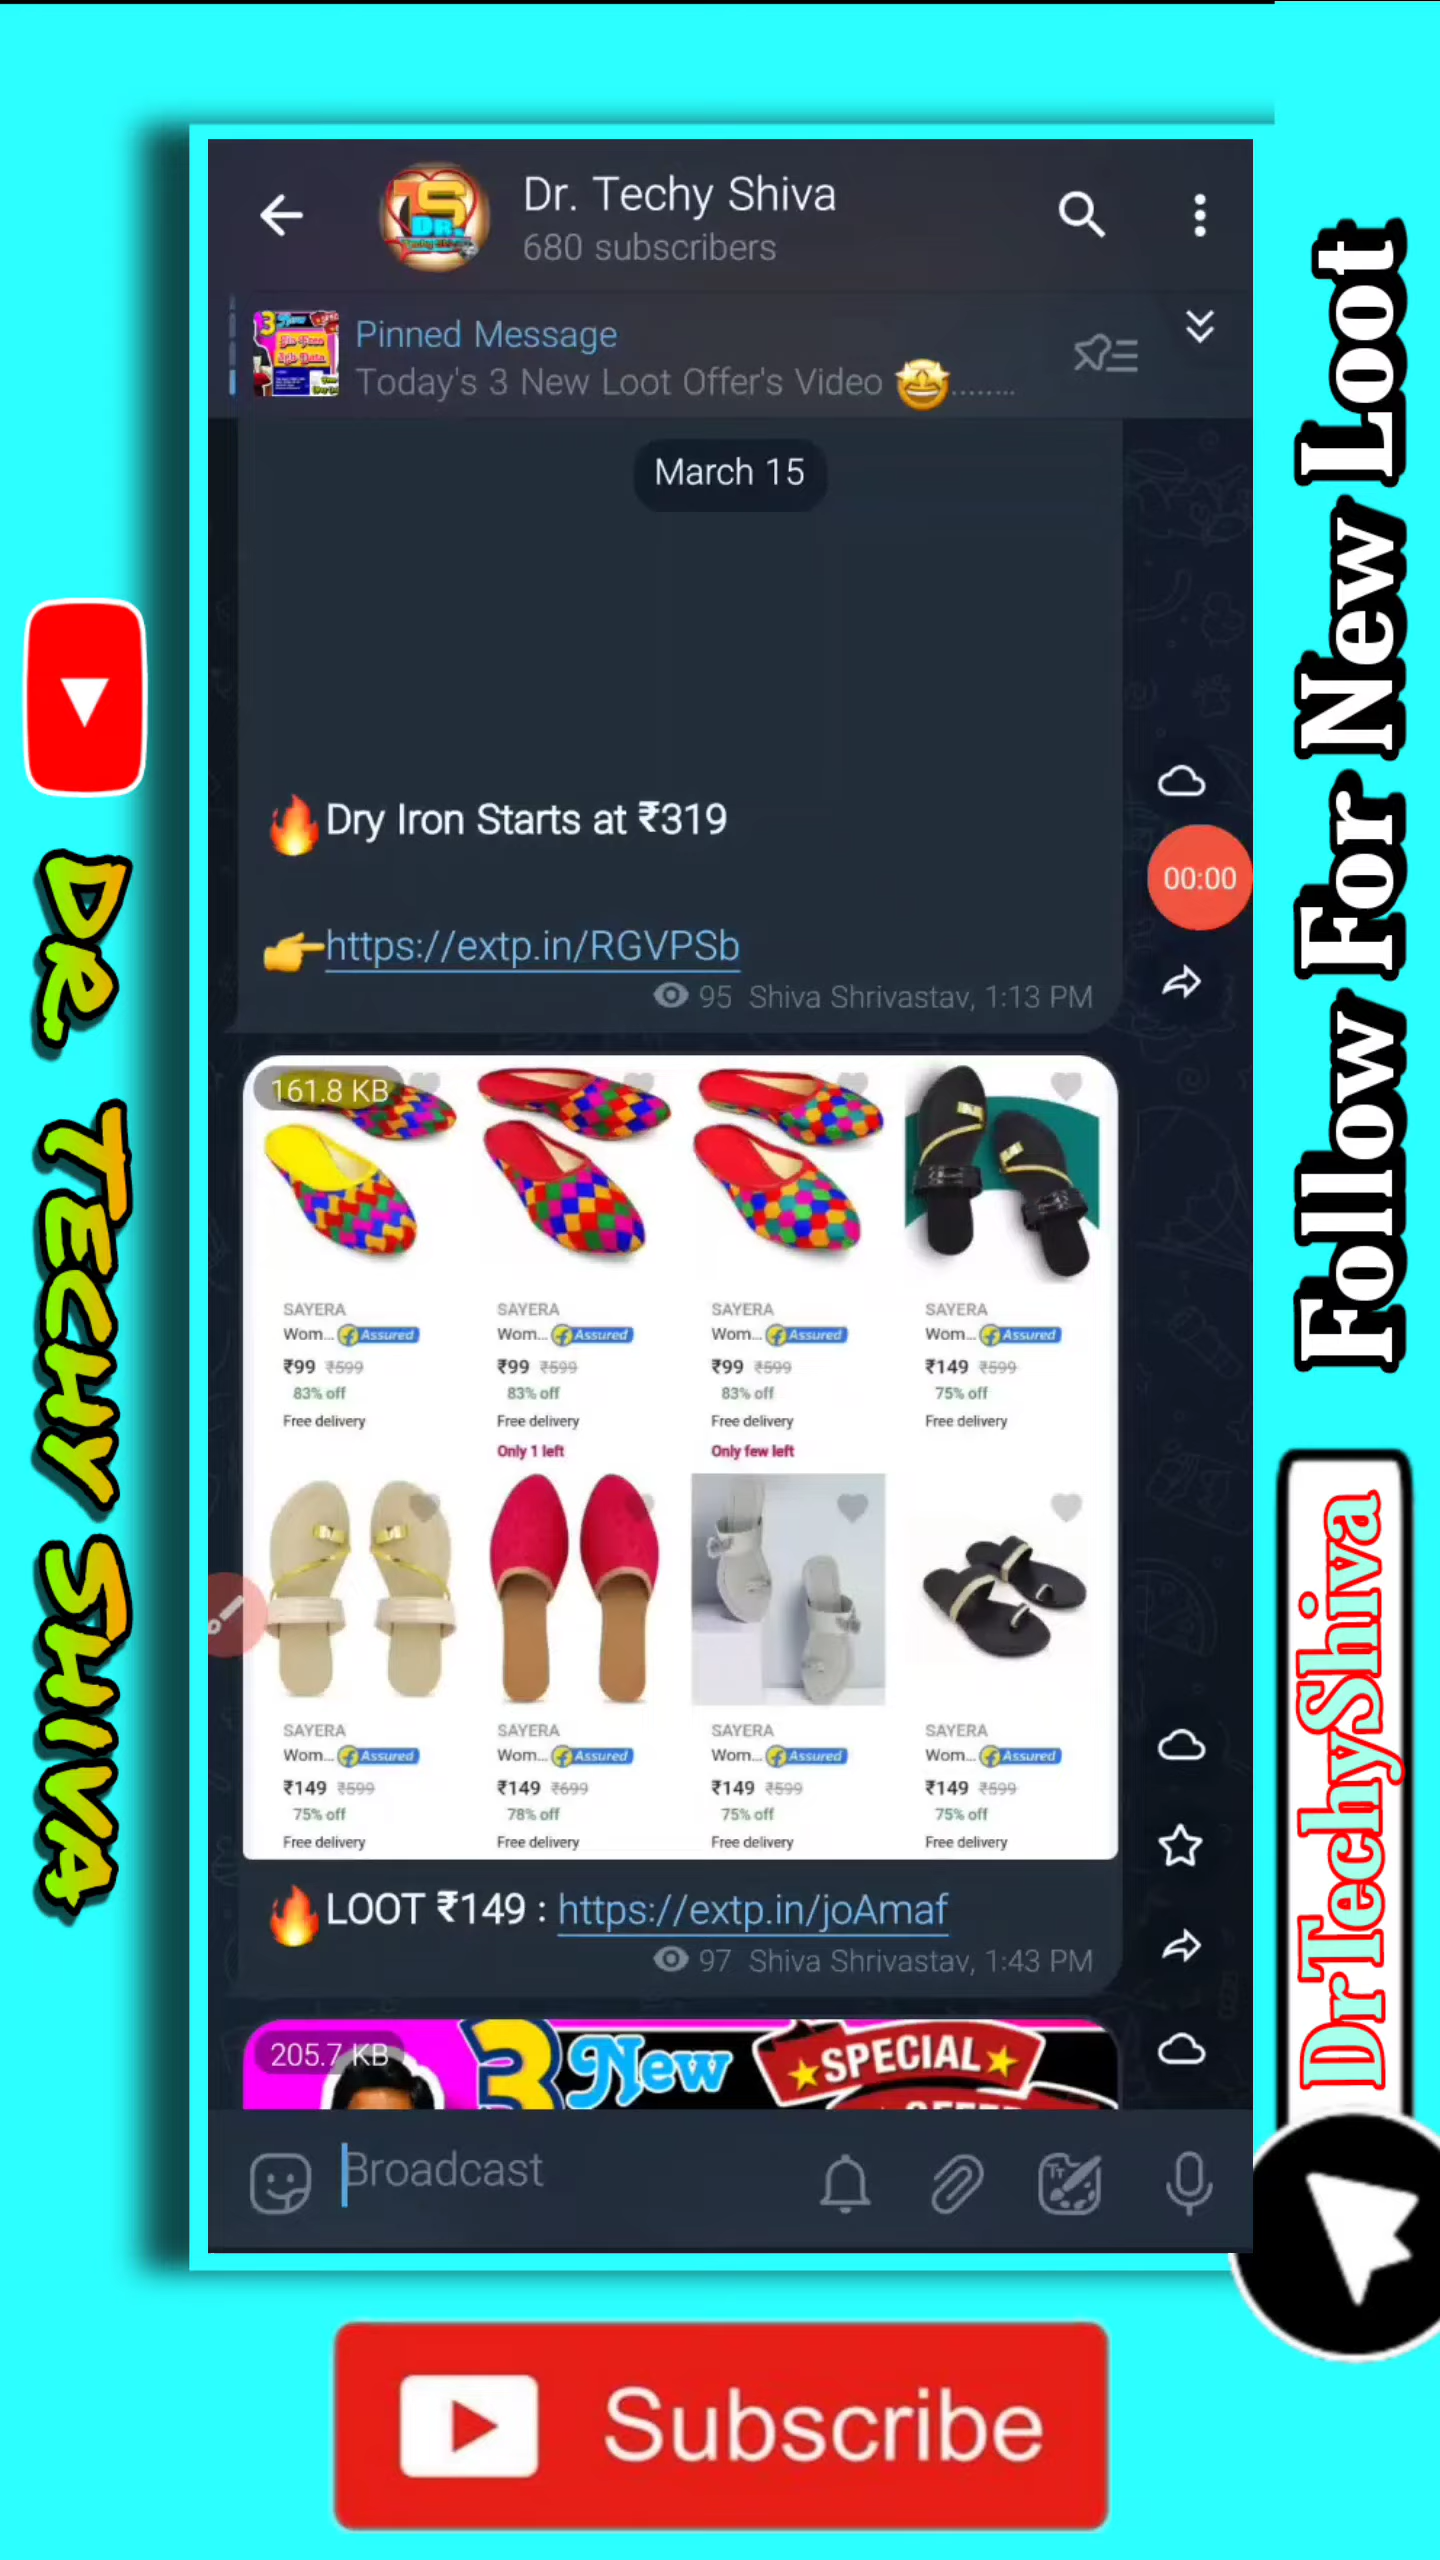 Dr. Techy Shiva
680 subscribers
Pinned Message
Today's 3 New Loot Offer's Video 🤩........
March 15
🔥Dry Iron Starts at ₹319
👉https://extp.in/RGVPSb
95 Shiva Shrivastav, 1:13 PM
00:00
161.8 KB
SAYERA SAYERA SAYERA SAYERA
Wom... Assured Wom... Assured Wom... Assured Wom... Assured
₹99 ₹599 ₹99 ₹599 ₹99 ₹599 ₹149 ₹599
83% off 83% off 83% off 75% off
Free delivery Free delivery Free delivery Free delivery
Only 1 left Only few left
SAYERA SAYERA SAYERA SAYERA
Wom... Assured Wom... Assured Wom... Assured Wom... Assured
₹149 ₹599 ₹149 ₹699 ₹149 ₹599 ₹149 ₹599
75% off 78% off 75% off 75% off
Free delivery Free delivery Free delivery Free delivery
🔥LOOT ₹149 : https://extp.in/joAmaf
97 Shiva Shrivastav, 1:43 PM
205.7 KB
3 New SPECIAL
Broadcast
DR. TECHY SHIVA
Follow For New Loot
DrTechyShiva
Subscribe